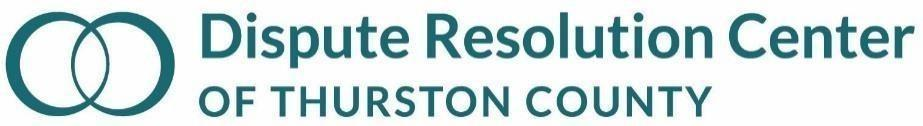 Dispute Resolution Center
OF THURSTON COUNTY